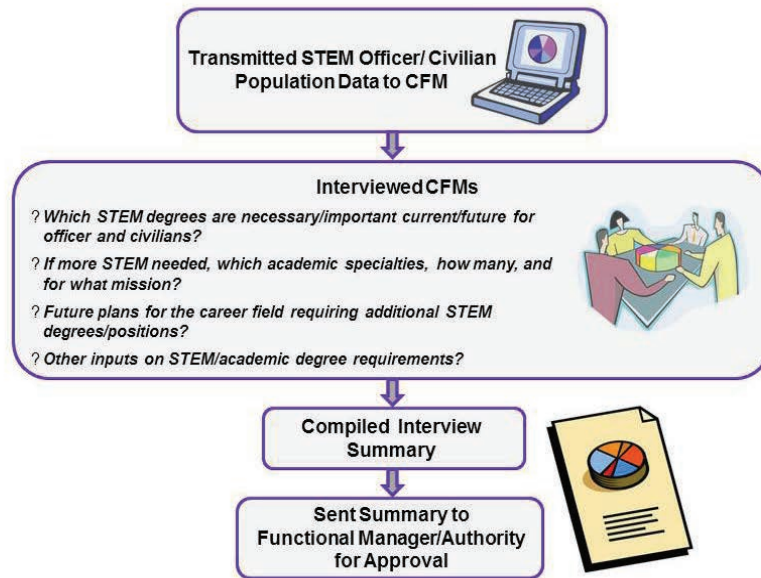 Transmitted STEM Officer/ Civilian
Population Data to CFM
Interviewed CFMs
? Which STEM degrees are necessary/important current/future for
officer and civilians?
? If more STEM needed, which academic specialties, how many, and
for what mission?
? Future plans for the career field requiring additional STEM
degrees/positions?
? Other inputs on STEM/academic degree requirements?
Compiled Interview
Summary
Sent Summary to
Functional Manager/Authority
for Approval